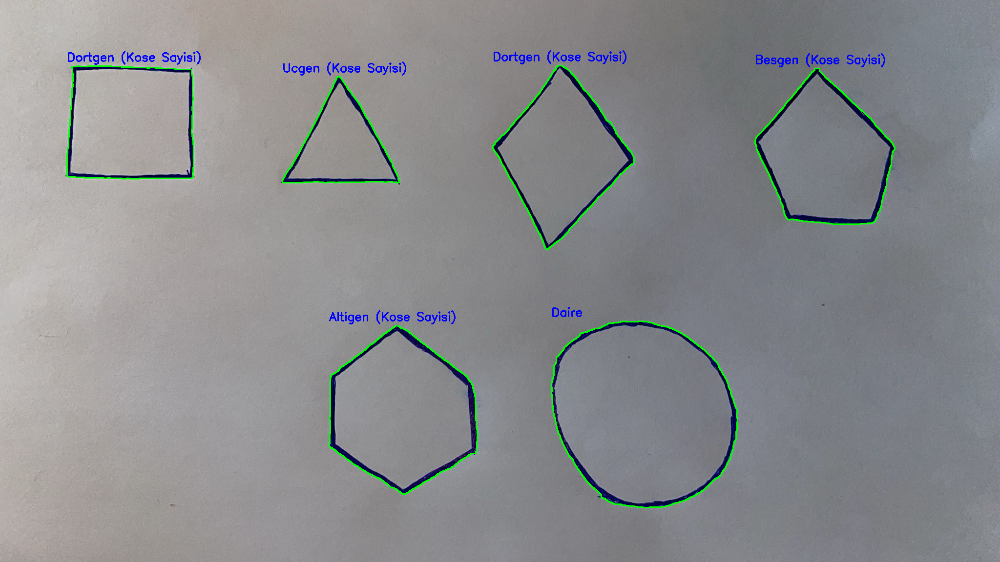 Dortgen (Kose Sayisi)
Ucgen (Kose Sayisi)
Dortgen (Kose Sayisi)
Besgen (Kose Sayisi)
Altigen (Kose Sayisi)
Daire